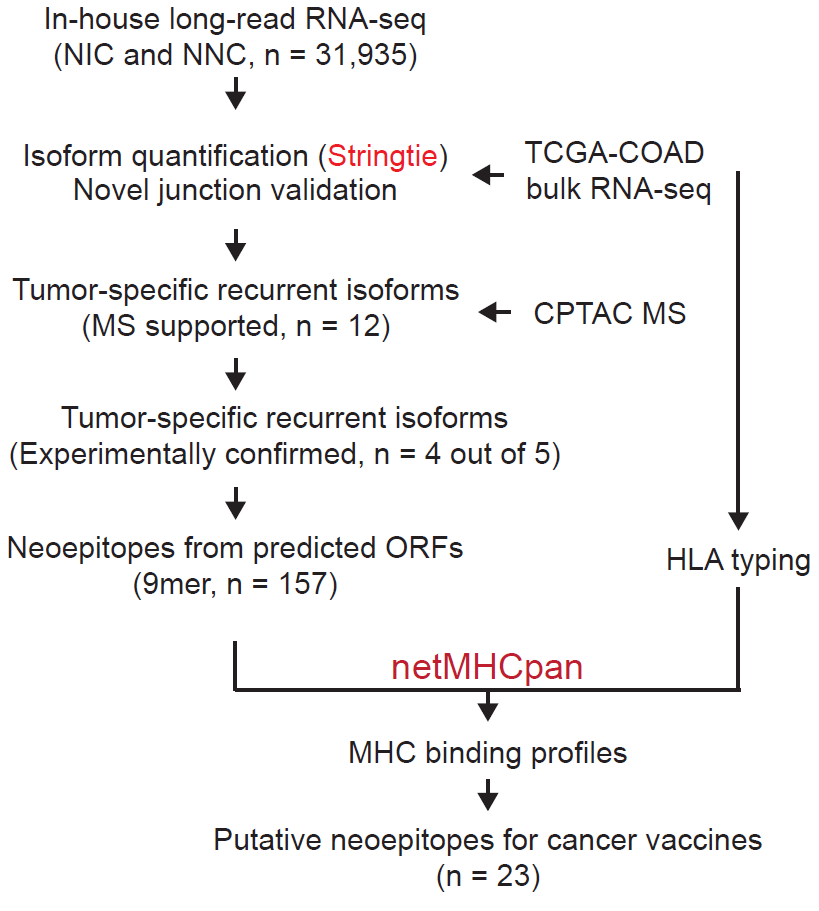 In-house long-read RNA-seq
(NIC and NNC, n = 31,935)
Isoform quantification (Stringtie)
Novel junction validation
TCGA-COAD
bulk RNA-seq
Tumor-specific recurrent isoforms
(MS supported, n = 12)
CPTAC MS
Tumor-specific recurrent isoforms
(Experimentally confirmed, n = 4 out of 5)
Neoepitopes from predicted ORFs
(9mer, n = 157)
HLA typing
netMHCpan
MHC binding profiles
Putative neoepitopes for cancer vaccines
(n = 23)